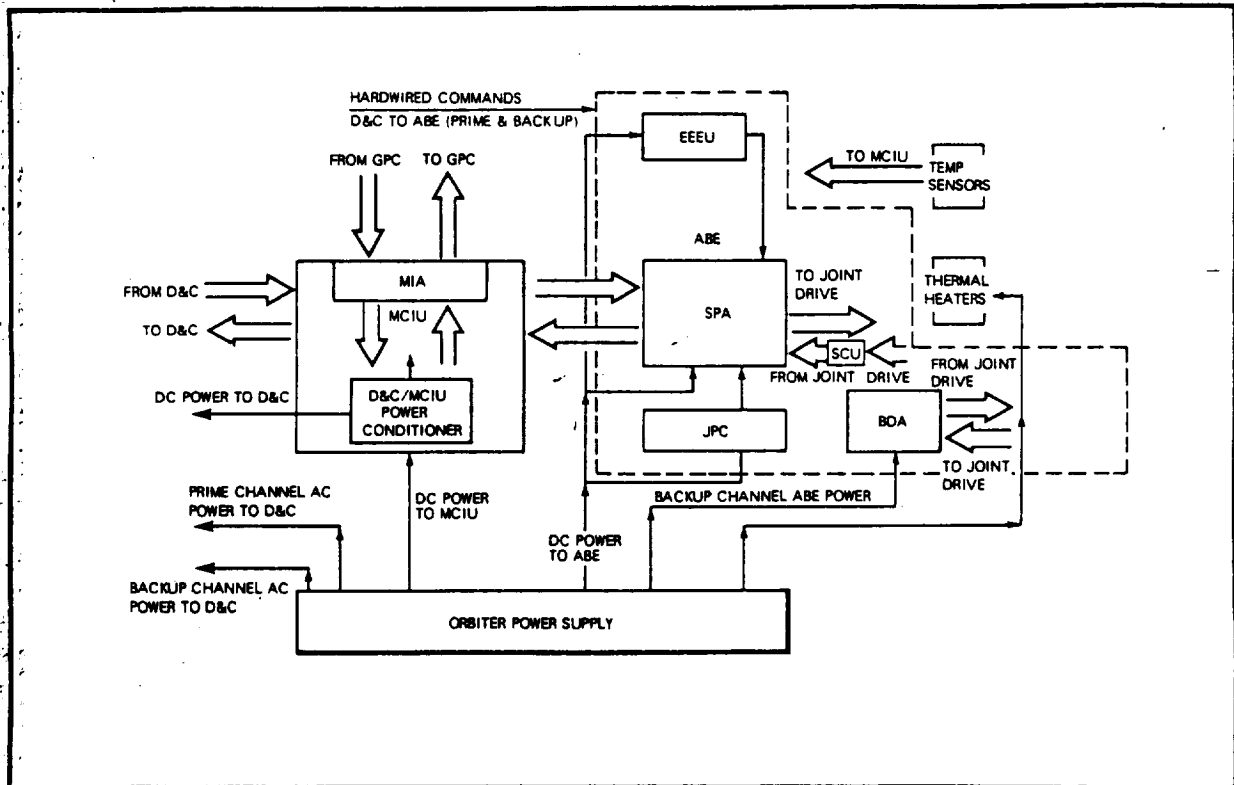 HARDWIRED COMMANDS
D&C TO ABE (PRIME & BACKUP)
FROM GPC
TO GPC
EEEU
TO MCIU
TEMP
SENSORS
ABE
MIA
MCIU
FROM D&C
TO D&C
SPA
TO JOINT
DRIVE
THERMAL
HEATERS
SCU
FROM JOINT DRIVE
FROM JOINT
DRIVE
DC POWER TO D&C
D&C/MCIU
POWER
CONDITIONER
JPC
BDA
TO JOINT
DRIVE
PRIME CHANNEL AC
POWER TO D&C
DC POWER
TO MCIU
BACKUP CHANNEL ABE POWER
DC POWER
TO ABE
BACKUP CHANNEL AC
POWER TO D&C
ORBITER POWER SUPPLY